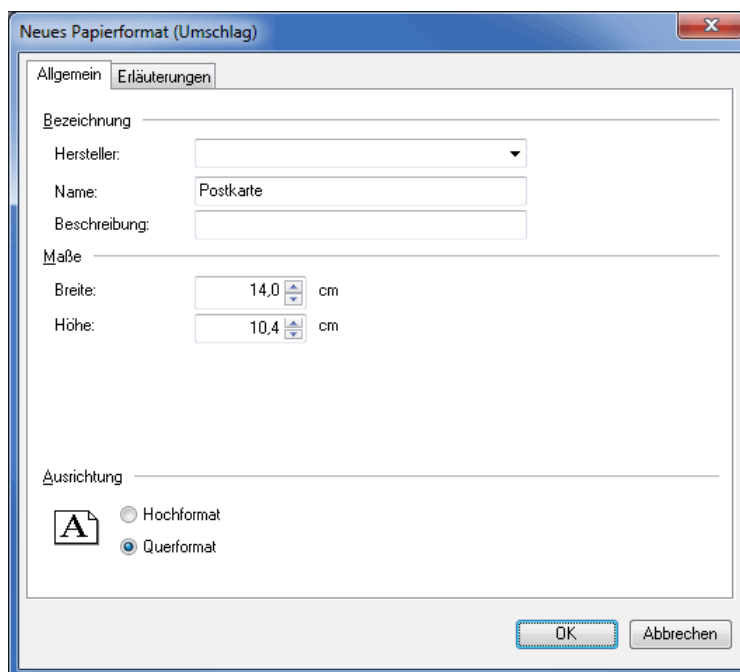 Neues Papierformat (Umschlag)
Allgemein Erläuterungen
Bezeichnung
Hersteller:
Name: Postkarte
Beschreibung:
Maße
Breite: 14,0 cm
Höhe: 10,4 cm
Ausrichtung
A Hochformat
Querformat
OK Abbrechen